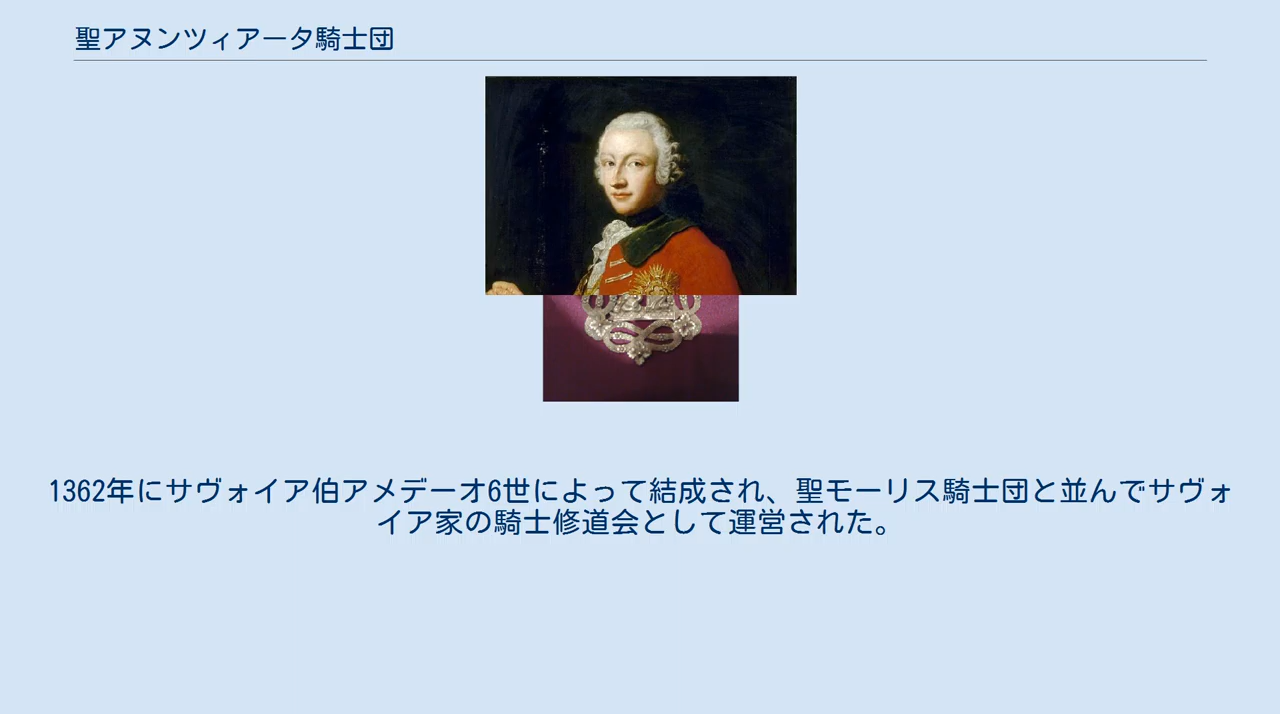 聖アヌンツィアータ騎士団
1362年にサヴォイア伯アメデーオ6世によって結成され、聖モーリス騎士団と並んでサヴォ
イア家の騎士修道会として運営された。